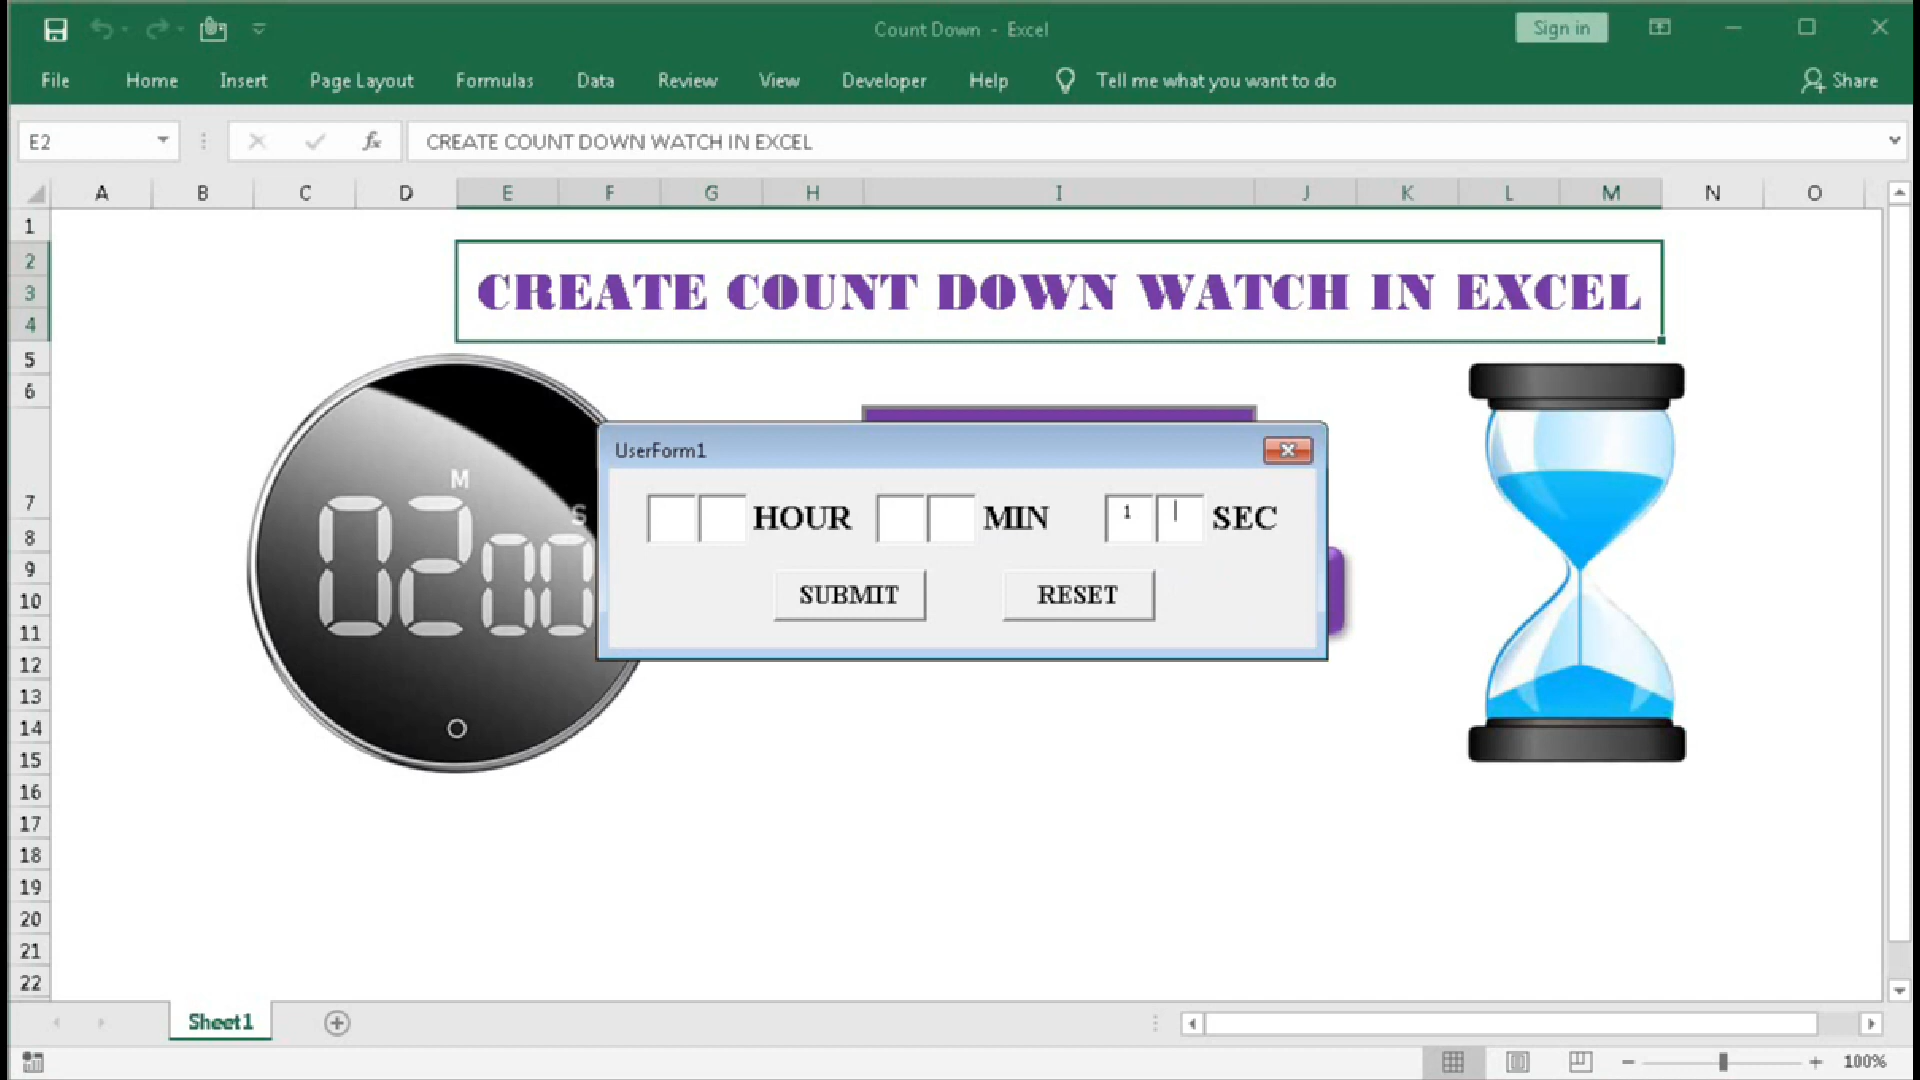 Count Down - Excel
Sign in
File Home Insert Page Layout Formulas Data Review View Developer Help Tell me what you want to do Share
E2 fx CREATE COUNT DOWN WATCH IN EXCEL
A B C D E F G H I J K L M N O
1
2
3
4
5
6
7
8
9
10
11
12
13
14
15
16
17
18
19
20
21
22
CREATE COUNT DOWN WATCH IN EXCEL
M
S
02 00
UserForm1
HOUR MIN 1 SEC
SUBMIT RESET
Sheet1
100%